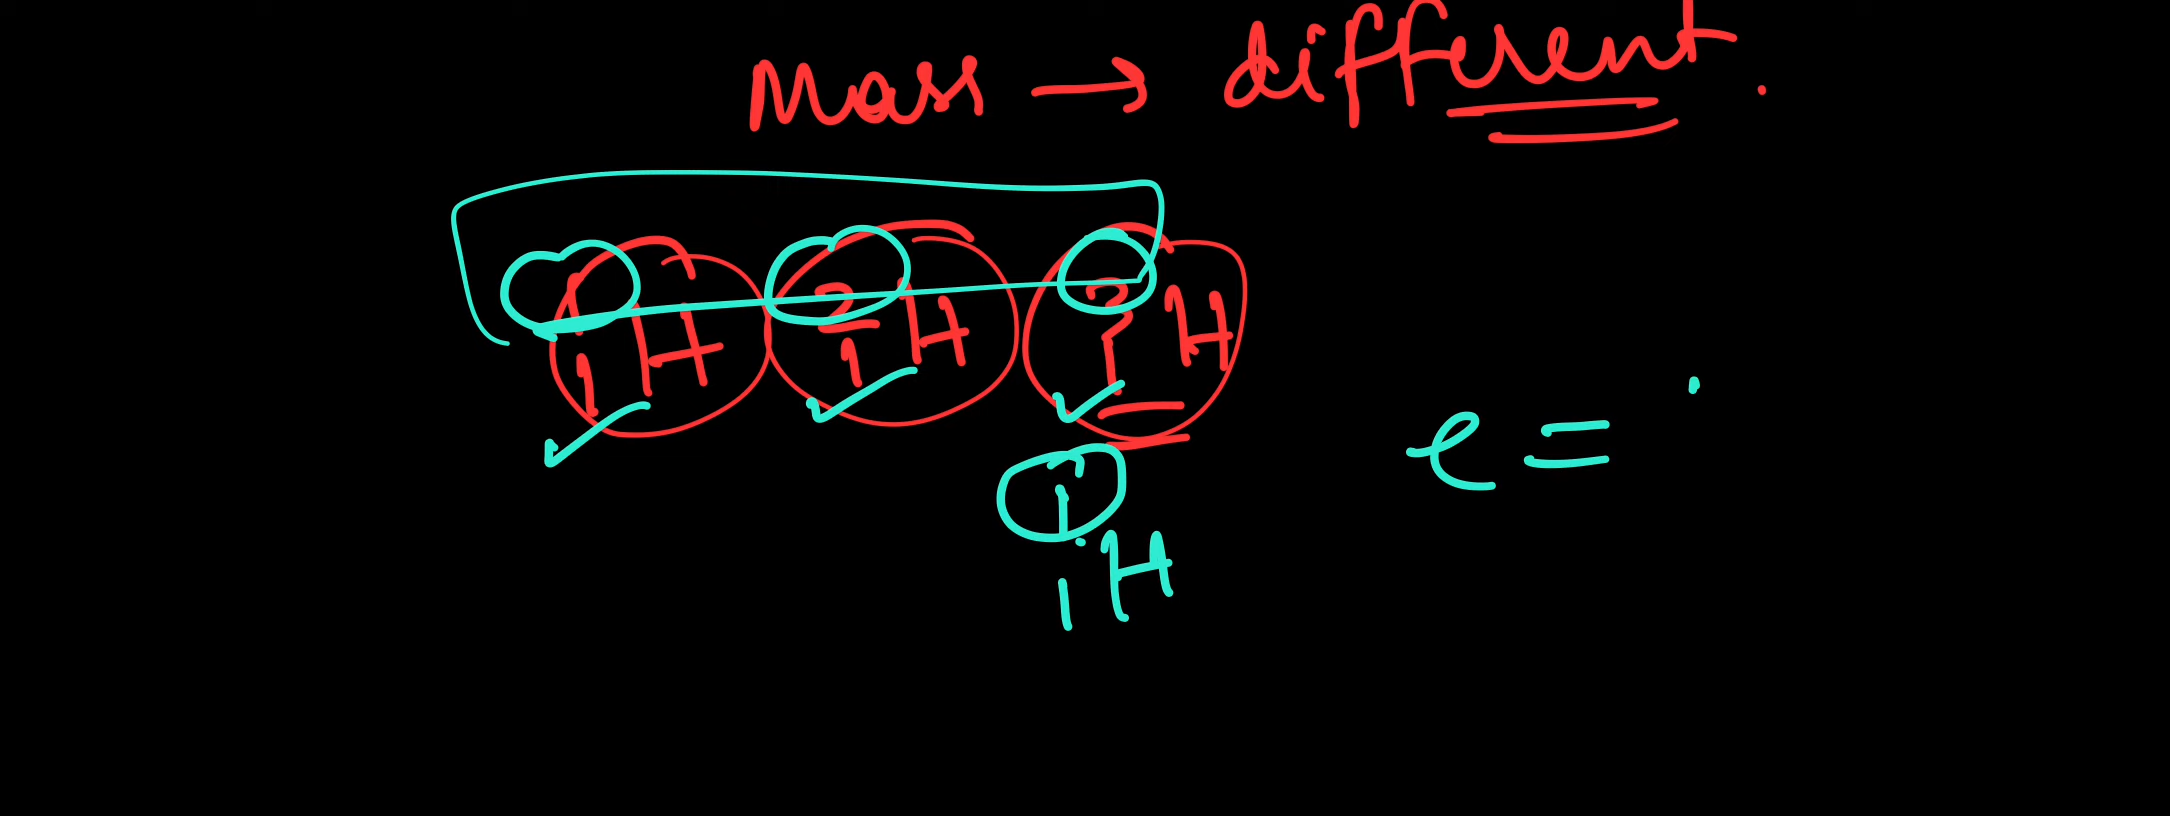 Mass → different.
¹₁H ²₁H ³₁H
e =
¹₁H